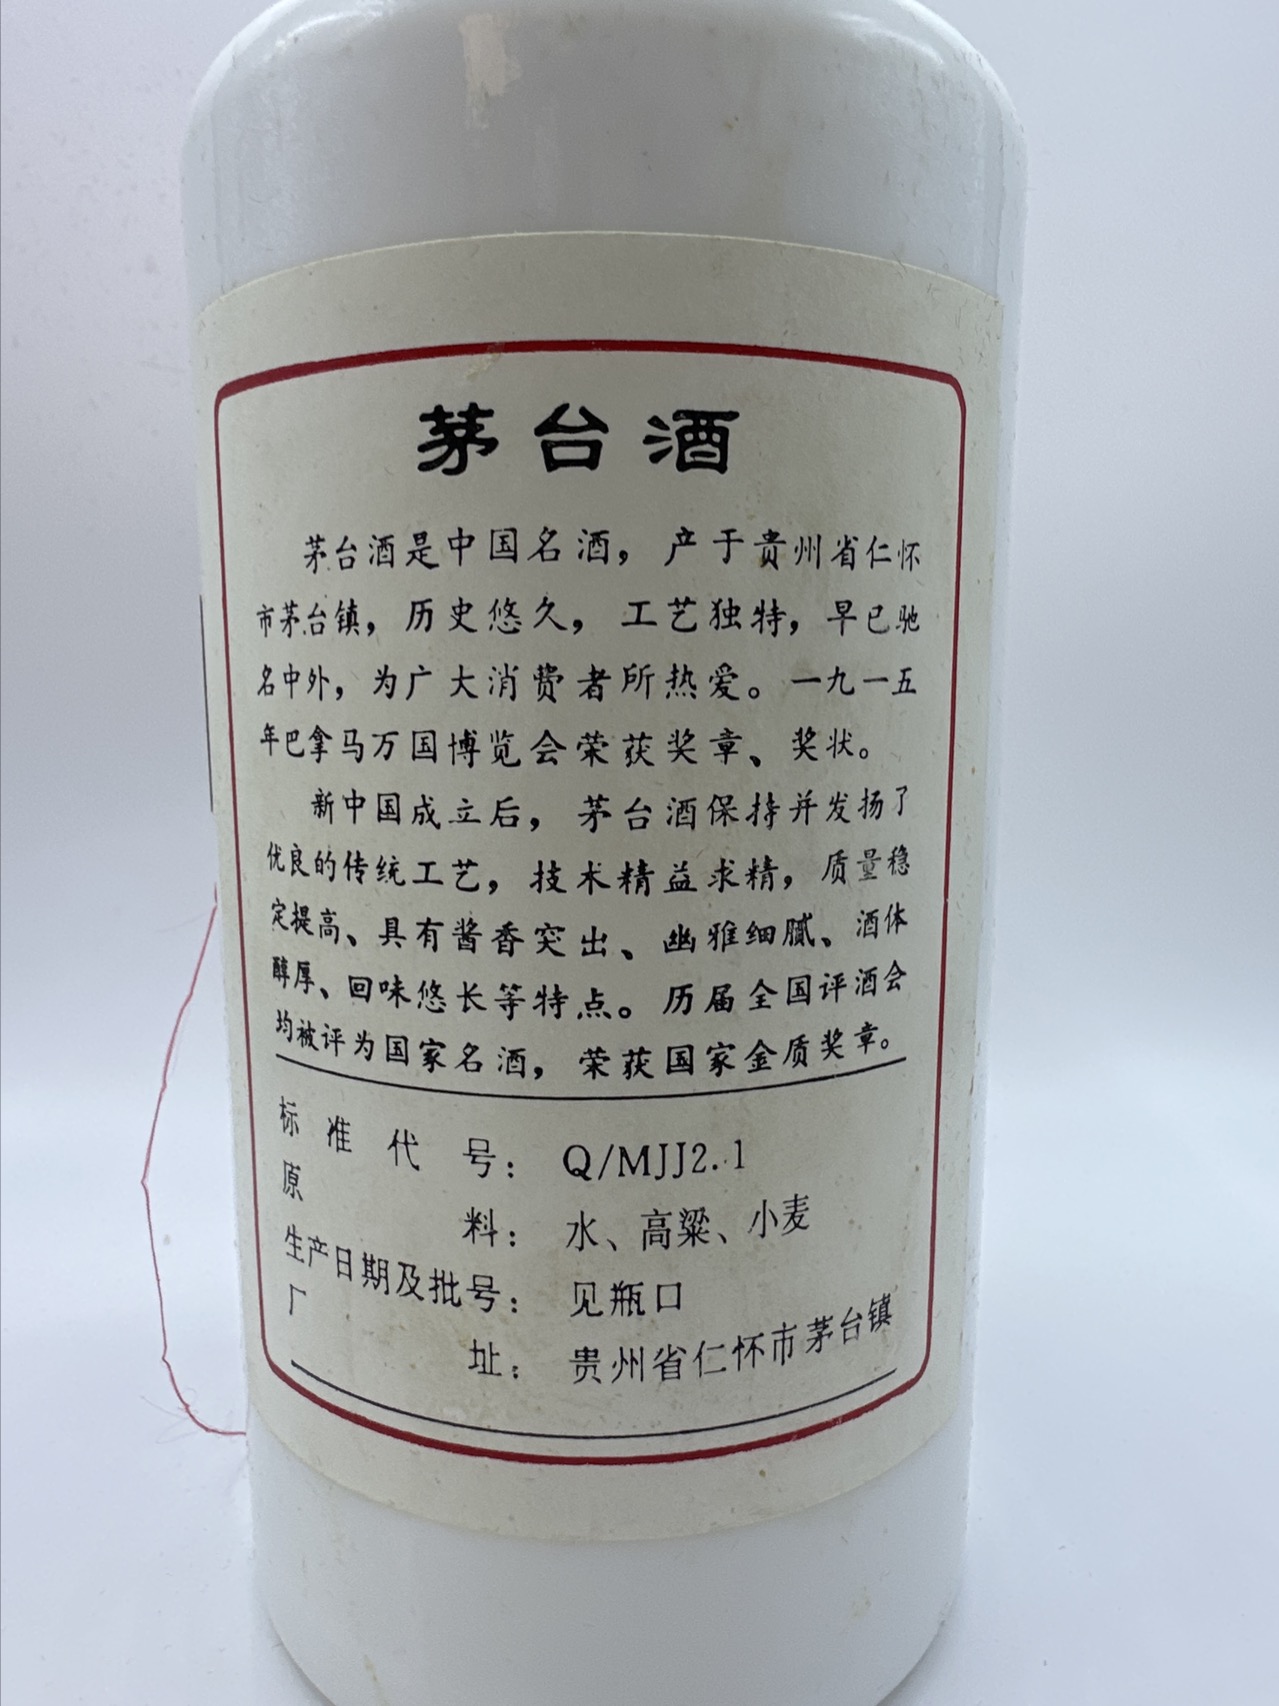 茅台酒
茅台酒是中国名酒，产于贵州省仁怀
市茅台镇，历史悠久，工艺独特，早已驰
名中外，为广大消费者所热爱。一九一五
年巴拿马万国博览会荣获奖章、奖状。
新中国成立后，茅台酒保持并发扬了
优良的传统工艺，技术精益求精，质量稳
定提高、具有酱香突出、幽雅细腻、酒体
醇厚、回味悠长等特点。历届全国评酒会
均被评为国家名酒，荣获国家金质奖章。
标准代号：Q/MJJ2.1
原料：水、高粱、小麦
生产日期及批号：见瓶口
厂址：贵州省仁怀市茅台镇